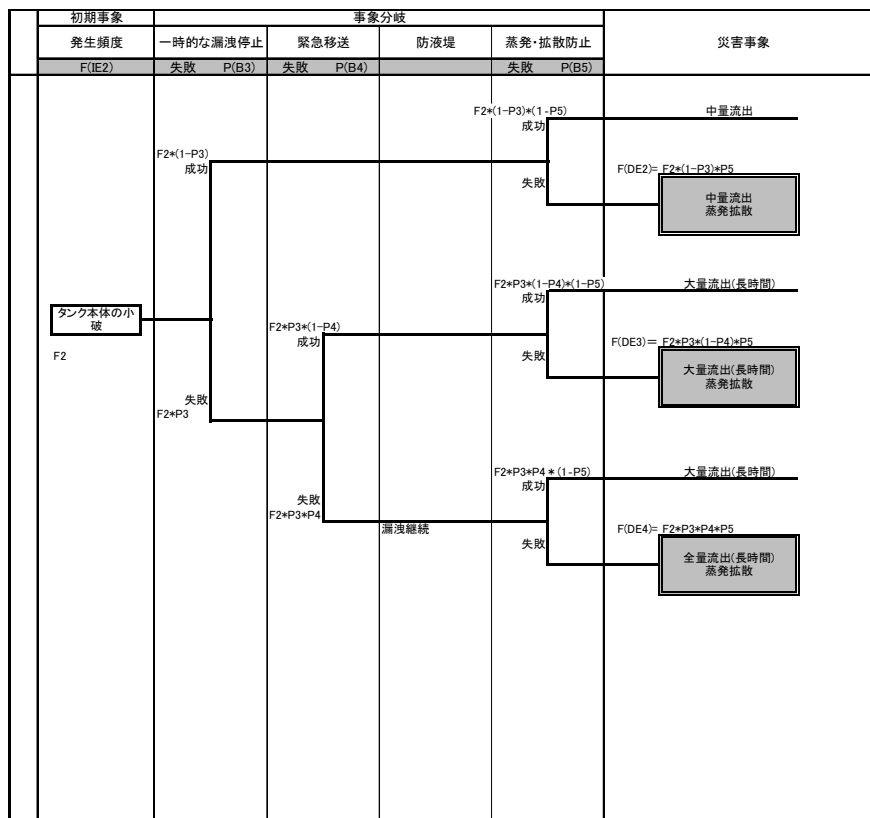 初期事象 事象分岐
発生頻度 一時的な漏洩停止 緊急移送 防液堤 蒸発・拡散防止 災害事象
F(IE2) 失敗 P(B3) 失敗 P(B4) 失敗 P(B5)
F2*(1-P3)*(1-P5) 中量流出
成功
F2*(1-P3)
成功
失敗 F(DE2)= F2*(1-P3)*P5
中量流出
蒸発拡散
F2*P3*(1-P4)*(1-P5) 大量流出(長時間)
成功
タンク本体の小
破
F2*P3*(1-P4)
成功
F2
失敗 F(DE3)= F2*P3*(1-P4)*P5
大量流出(長時間)
蒸発拡散
失敗
F2*P3
F2*P3*P4*(1-P5) 大量流出(長時間)
成功
失敗
F2*P3*P4
漏洩継続
失敗 F(DE4)= F2*P3*P4*P5
全量流出(長時間)
蒸発拡散